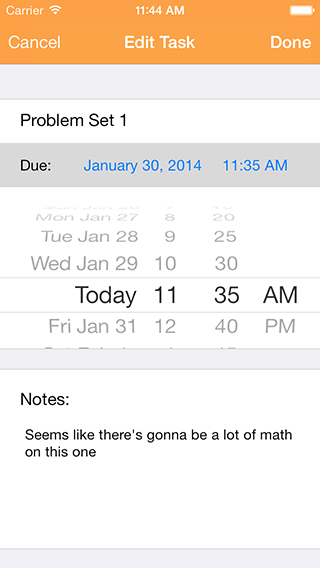 Carrier 11:44 AM
Cancel Edit Task Done
Problem Set 1
Due: January 30, 2014 11:35 AM
Mon Jan 27 8 20
Tue Jan 28 9 25
Wed Jan 29 10 30
Today 11 35 AM
Fri Jan 31 12 40 PM
Notes:
Seems like there's gonna be a lot of math
on this one